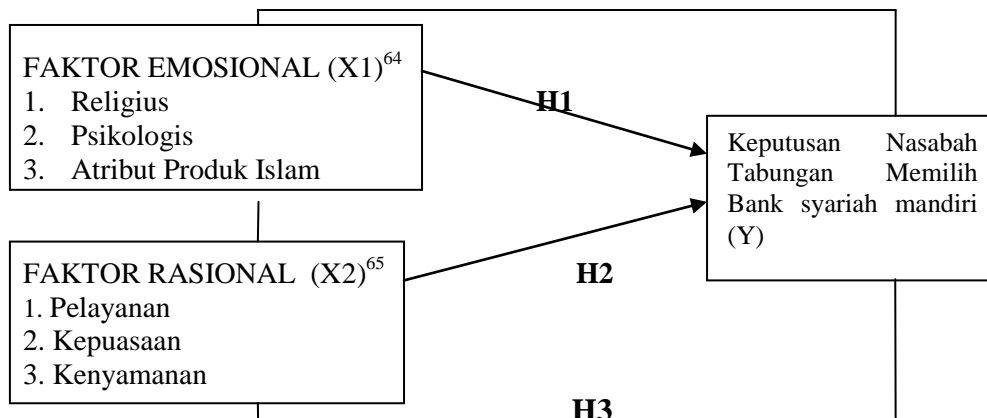 FAKTOR EMOSIONAL (X1)64
1. Religius
2. Psikologis
3. Atribut Produk Islam
H1
Keputusan Nasabah
Tabungan Memilih
Bank syariah mandiri
(Y)
FAKTOR RASIONAL (X2)65
1. Pelayanan
2. Kepuasaan
3. Kenyamanan
H2
H3